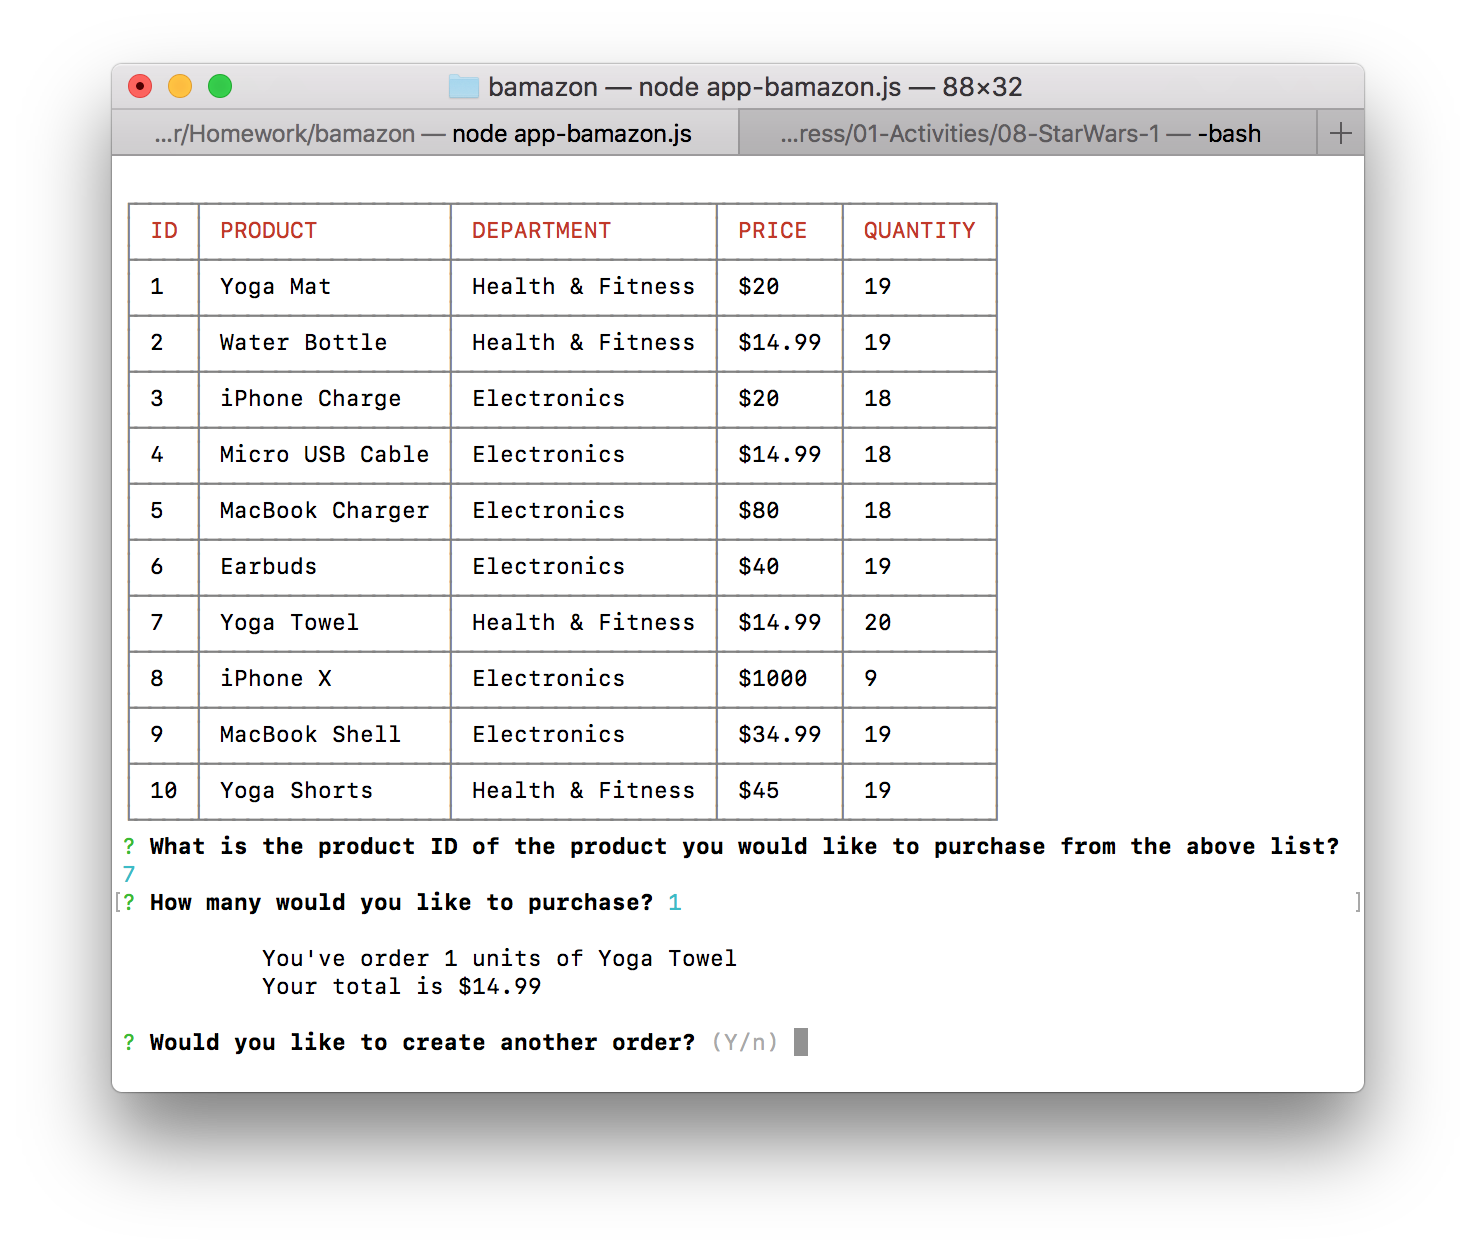 bamazon — node app-bamazon.js — 88×32
...r/Homework/bamazon — node app-bamazon.js ...ress/01-Activities/08-StarWars-1 — -bash +
ID PRODUCT DEPARTMENT PRICE QUANTITY
1 Yoga Mat Health & Fitness $20 19
2 Water Bottle Health & Fitness $14.99 19
3 iPhone Charge Electronics $20 18
4 Micro USB Cable Electronics $14.99 18
5 MacBook Charger Electronics $80 18
6 Earbuds Electronics $40 19
7 Yoga Towel Health & Fitness $14.99 20
8 iPhone X Electronics $1000 9
9 MacBook Shell Electronics $34.99 19
10 Yoga Shorts Health & Fitness $45 19
? What is the product ID of the product you would like to purchase from the above list?
7
[? How many would you like to purchase? 1 ]
You've order 1 units of Yoga Towel
Your total is $14.99
? Would you like to create another order? (Y/n)